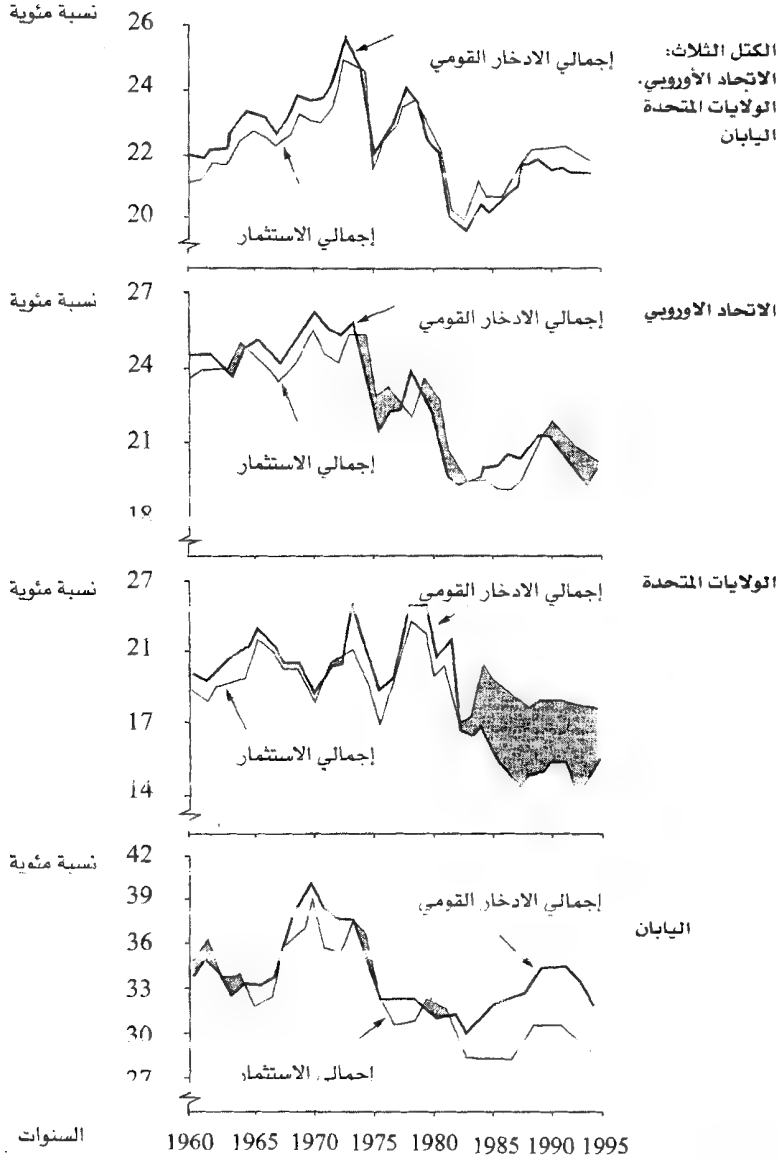 نسبة مئوية
26
24
22
20
إجمالي الادخار القومي
إجمالي الاستثمار
الكتل الثلاث:
الاتحاد الأوروبي.
الولايات المتحدة
اليابان
نسبة مئوية
27
24
21
18
إجمالي الادخار القومي
إجمالي الاستثمار
الاتحاد الاوروبي
نسبة مئوية
27
21
17
14
إجمالي الادخار القومي
إجمالي الاستثمار
الولايات المتحدة
نسبة مئوية
42
39
36
33
30
27
إجمالي الادخار القومي
إجمالي الاستثمار
اليابان
السنوات
1960 1965 1970 1975 1980 1985 1990 1995